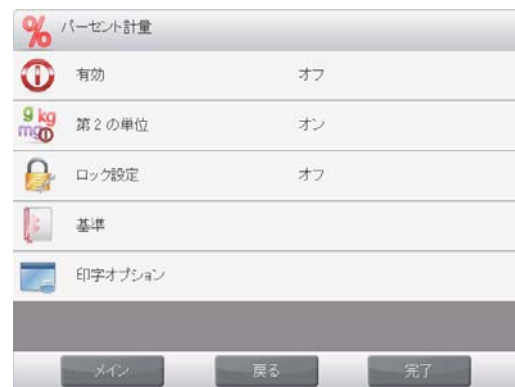 % パーセント計量
有効 オフ
g kg mg 第2の単位 オン
ロック設定 オフ
基準
印字オプション
メイン 戻る 完了